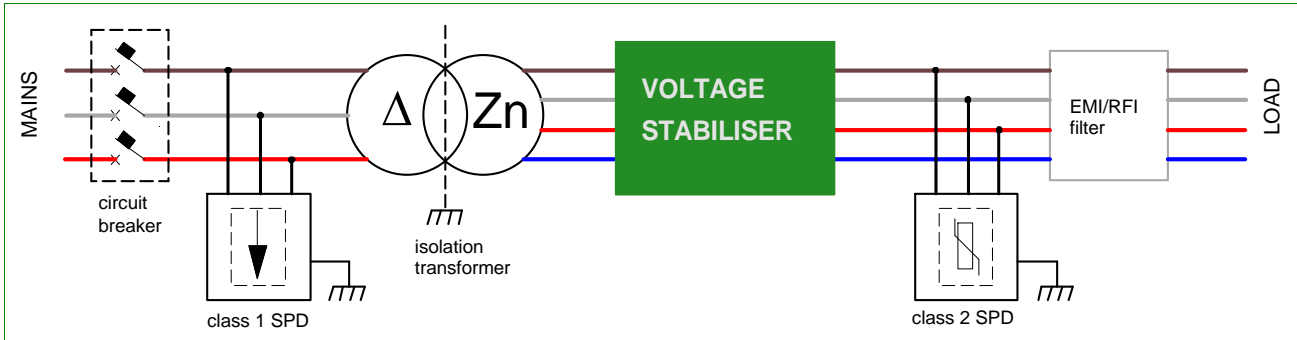 MAINS
circuit
breaker
class 1 SPD
Δ
Zn
isolation
transformer
VOLTAGE
STABILISER
class 2 SPD
EMI/RFI
filter
LOAD